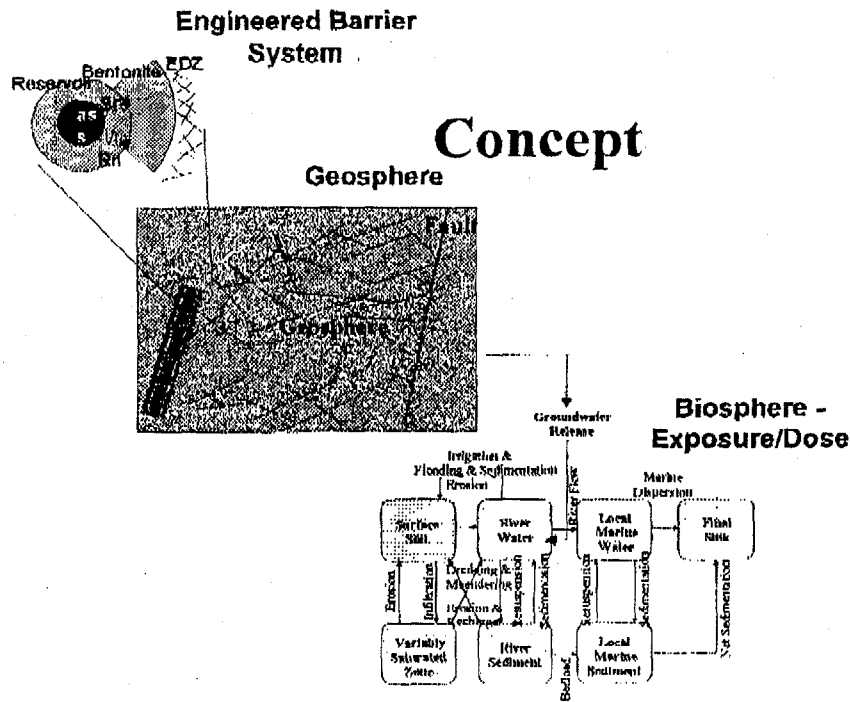 Engineered Barrier
System
EDZ
Bentonite
Reservoir
as
s
Concept
Geosphere
Fault
Geosphere
Groundwater
Release
Biosphere -
Exposure/Dose
Irrigation &
Flooding & Sedimentation
Erosion
River Flow
Marine
Dispersion
Surface
Soil
River
Water
Local
Marine
Water
Final
Sink
Erosion
Infiltration
Dredging &
Meandering
Resuspension
Sedimentation
Resuspension
Sedimentation
Net Sedimentation
Variably
Saturated
Zone
River
Sediment
Bedload
Local
Marine
Sediment